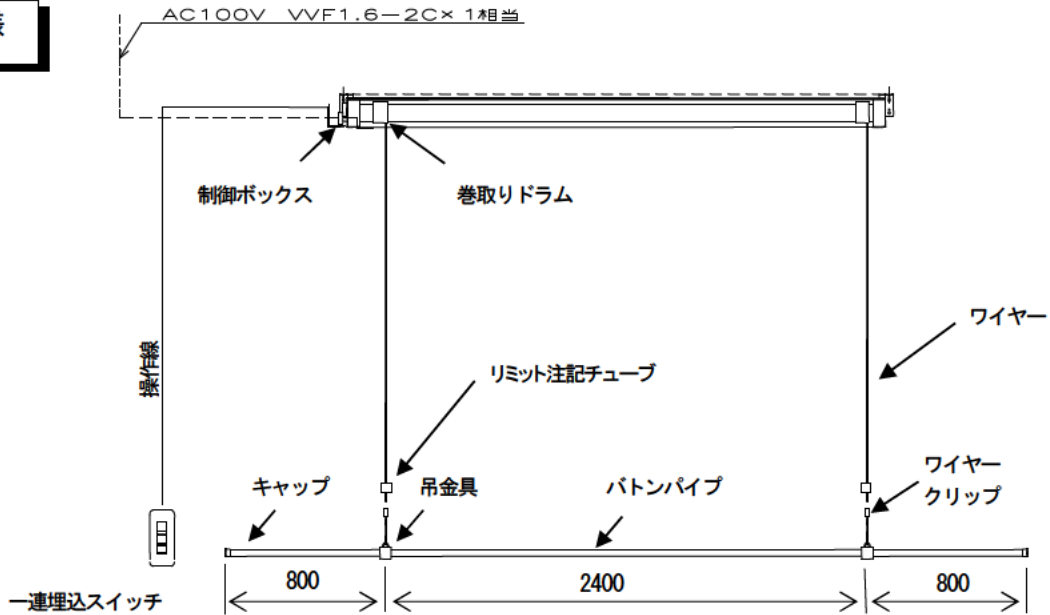 AC100V VVF1.6−2C×1相当
制御ボックス
巻取りドラム
ワイヤー
操作線
リミット注記チューブ
キャップ
吊金具
バトンパイプ
ワイヤー
クリップ
800
2400
800
一連埋込スイッチ